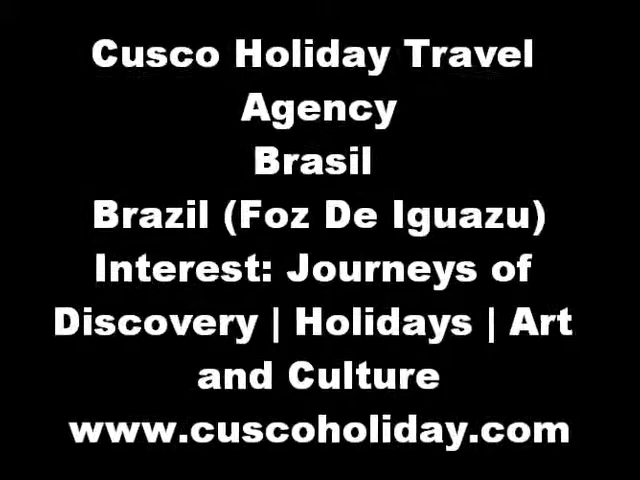 Cusco Holiday Travel
Agency
Brasil
Brazil (Foz De Iguazu)
Interest: Journeys of
Discovery | Holidays | Art
and Culture
www.cuscoholiday.com